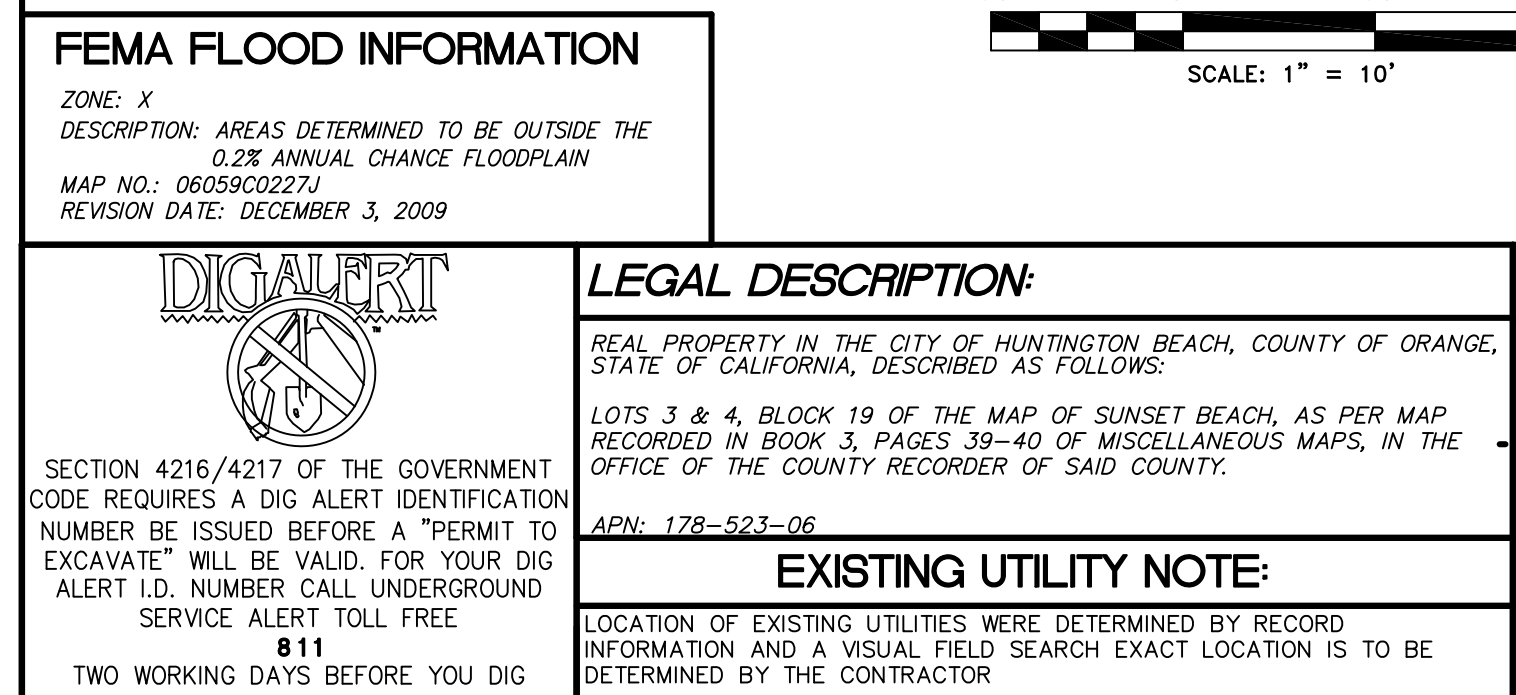 FEMA FLOOD INFORMATION
ZONE: X
DESCRIPTION: AREAS DETERMINED TO BE OUTSIDE THE
0.2% ANNUAL CHANCE FLOODPLAIN
MAP NO.: 06059C0227J
REVISION DATE: DECEMBER 3, 2009
SCALE: 1" = 10'
DIGALERT
TM
SECTION 4216/4217 OF THE GOVERNMENT
CODE REQUIRES A DIG ALERT IDENTIFICATION
NUMBER BE ISSUED BEFORE A "PERMIT TO
EXCAVATE" WILL BE VALID. FOR YOUR DIG
ALERT I.D. NUMBER CALL UNDERGROUND
SERVICE ALERT TOLL FREE
811
TWO WORKING DAYS BEFORE YOU DIG
LEGAL DESCRIPTION:
REAL PROPERTY IN THE CITY OF HUNTINGTON BEACH, COUNTY OF ORANGE,
STATE OF CALIFORNIA, DESCRIBED AS FOLLOWS:
LOTS 3 & 4, BLOCK 19 OF THE MAP OF SUNSET BEACH, AS PER MAP
RECORDED IN BOOK 3, PAGES 39-40 OF MISCELLANEOUS MAPS, IN THE
OFFICE OF THE COUNTY RECORDER OF SAID COUNTY.
APN: 178-523-06
EXISTING UTILITY NOTE:
LOCATION OF EXISTING UTILITIES WERE DETERMINED BY RECORD
INFORMATION AND A VISUAL FIELD SEARCH EXACT LOCATION IS TO BE
DETERMINED BY THE CONTRACTOR